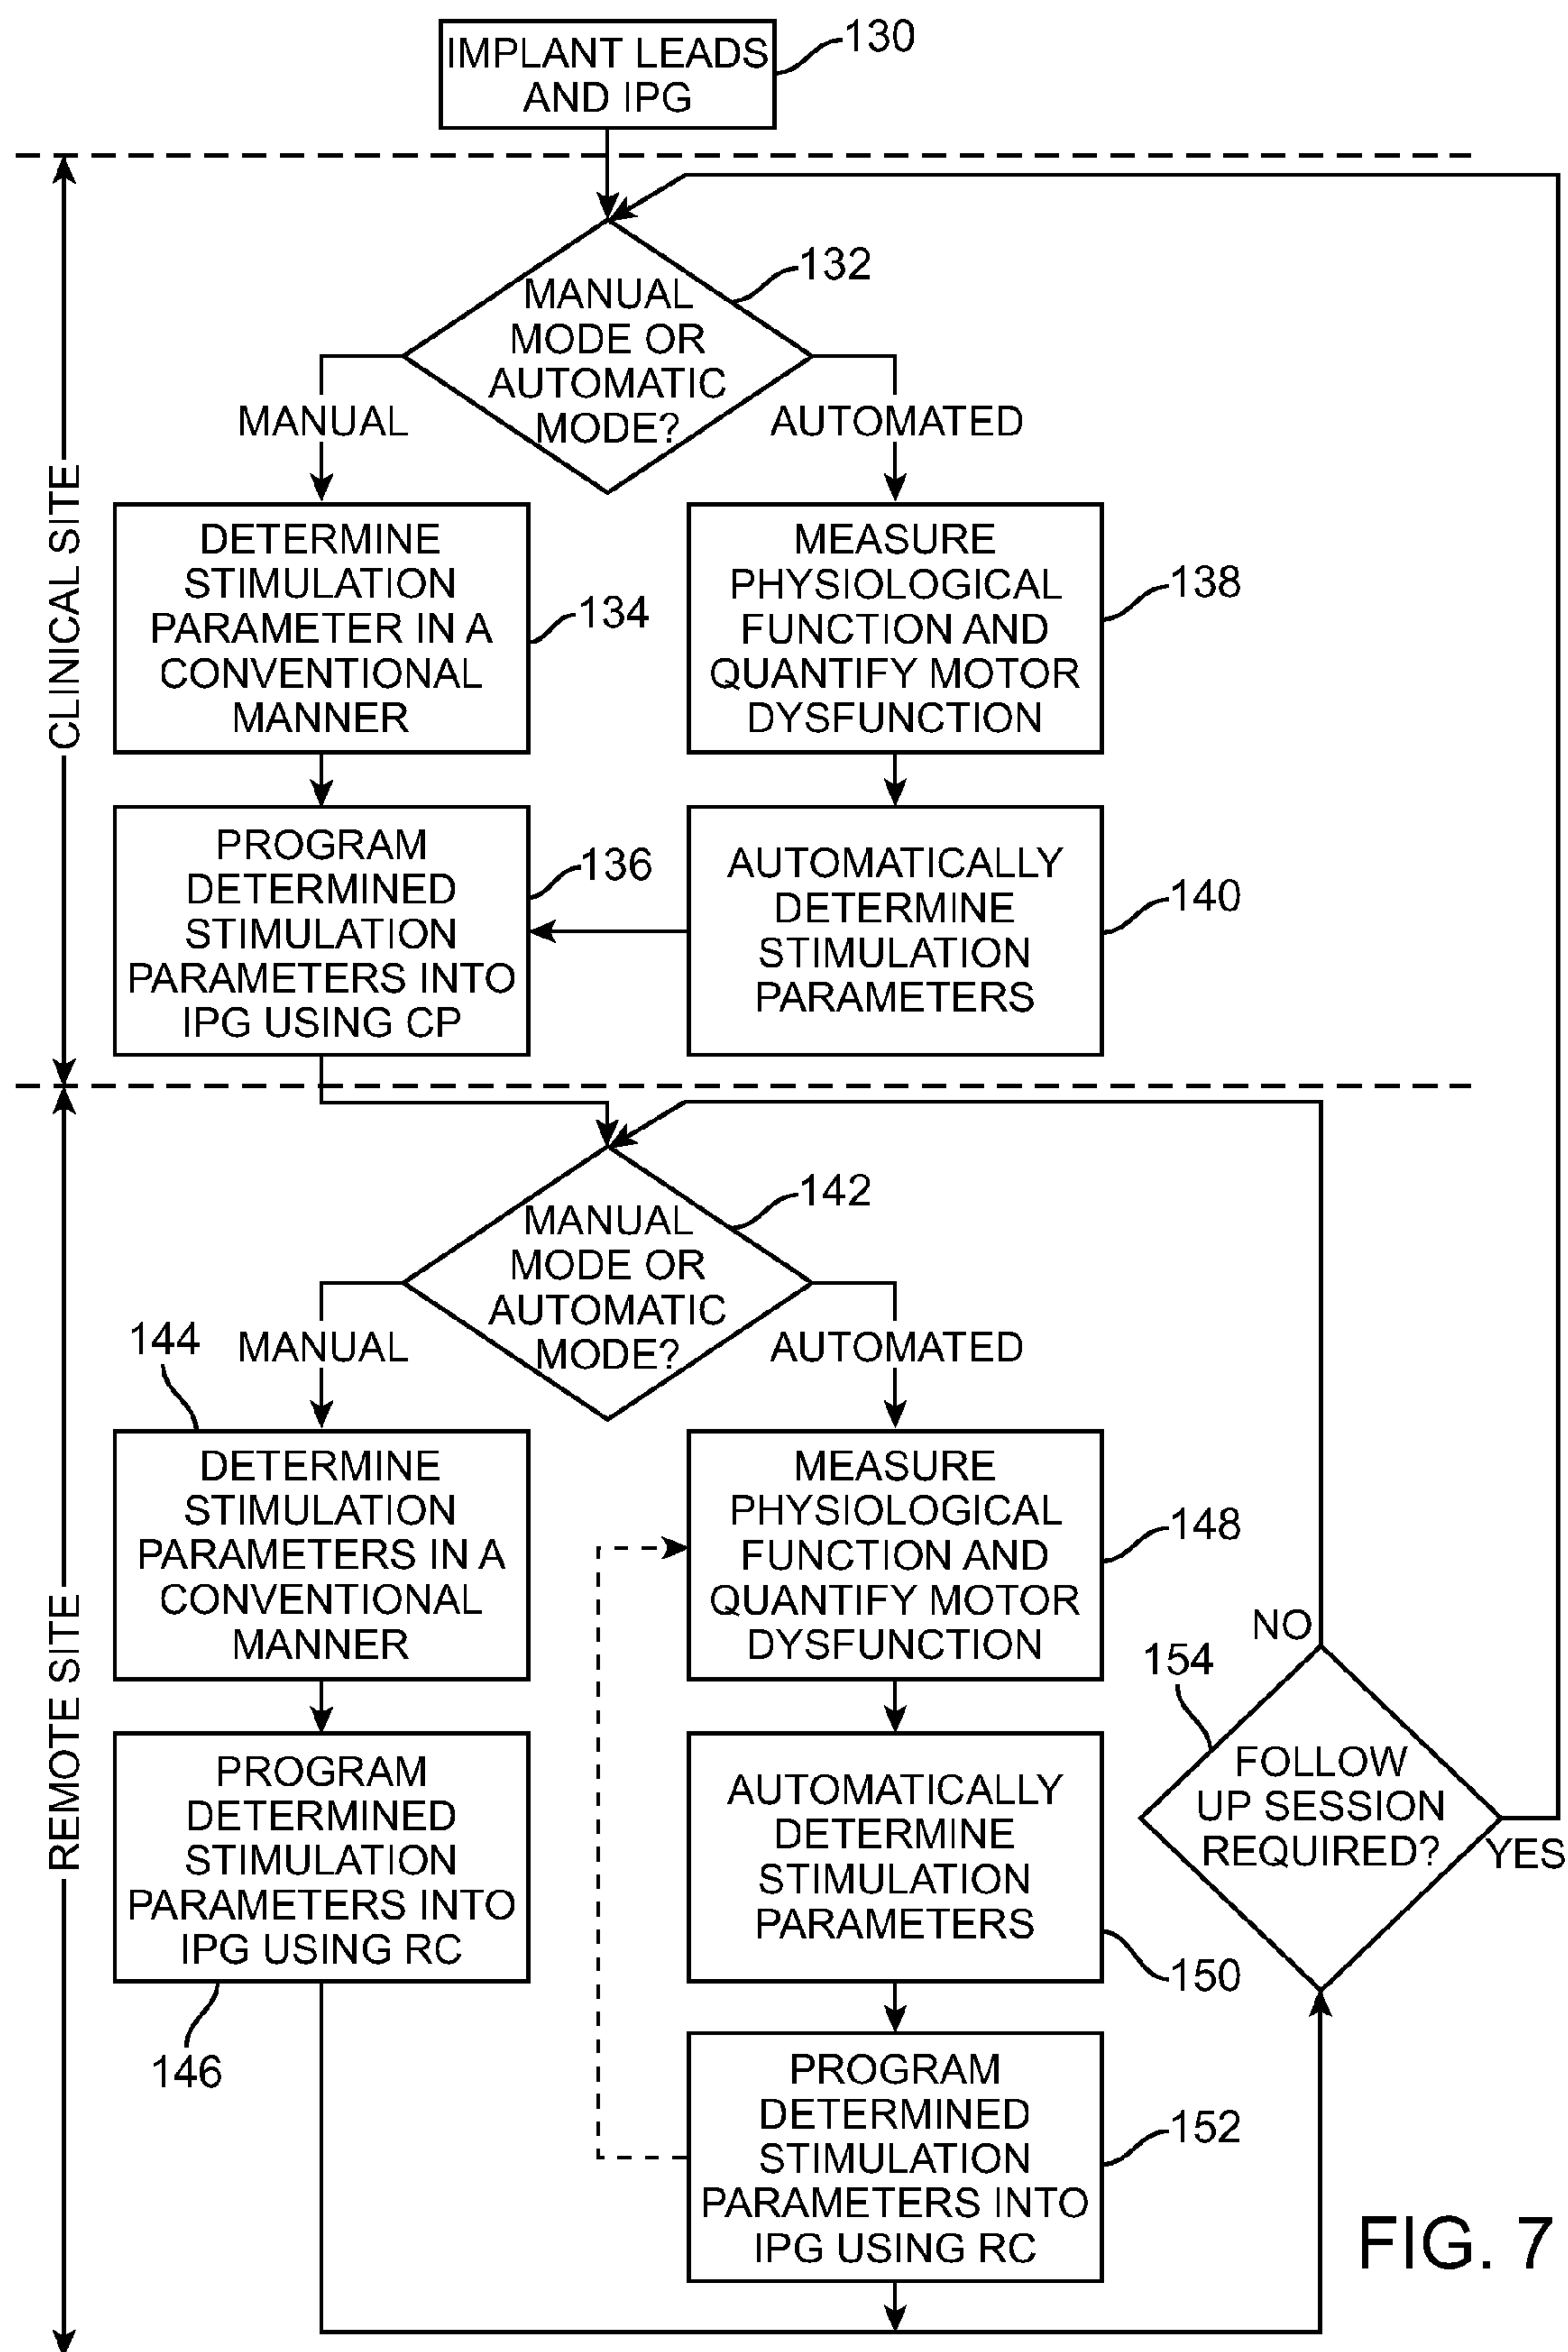 IMPLANT LEADS
AND IPG
130
132
MANUAL
MODE OR
AUTOMATIC
MODE?
MANUAL
AUTOMATED
CLINICAL SITE
DETERMINE
STIMULATION
PARAMETER IN A
CONVENTIONAL
MANNER
134
MEASURE
PHYSIOLOGICAL
FUNCTION AND
QUANTIFY MOTOR
DYSFUNCTION
138
PROGRAM
DETERMINED
STIMULATION
PARAMETERS INTO
IPG USING CP
136
AUTOMATICALLY
DETERMINE
STIMULATION
PARAMETERS
140
142
MANUAL
MODE OR
AUTOMATIC
MODE?
144
MANUAL
AUTOMATED
REMOTE SITE
DETERMINE
STIMULATION
PARAMETERS IN A
CONVENTIONAL
MANNER
MEASURE
PHYSIOLOGICAL
FUNCTION AND
QUANTIFY MOTOR
DYSFUNCTION
148
NO
154
FOLLOW
UP SESSION
REQUIRED?
YES
PROGRAM
DETERMINED
STIMULATION
PARAMETERS INTO
IPG USING RC
146
AUTOMATICALLY
DETERMINE
STIMULATION
PARAMETERS
150
PROGRAM
DETERMINED
STIMULATION
PARAMETERS INTO
IPG USING RC
152
FIG. 7